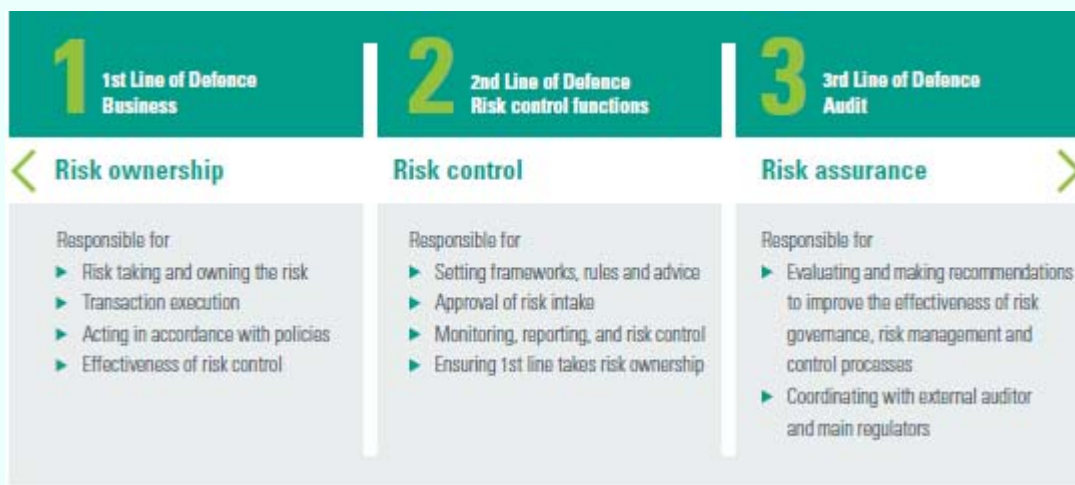 1
1st Line of Defence
Business
Risk ownership
Responsible for
Risk taking and owning the risk
Transaction execution
Acting in accordance with policies
Effectiveness of risk control
2
2nd Line of Defence
Risk control functions
Risk control
Responsible for
Setting frameworks, rules and advice
Approval of risk intake
Monitoring, reporting, and risk control
Ensuring 1st line takes risk ownership
3
3rd Line of Defence
Audit
Risk assurance
Responsible for
Evaluating and making recommendations
to improve the effectiveness of risk
governance, risk management and
control processes
Coordinating with external auditor
and main regulators